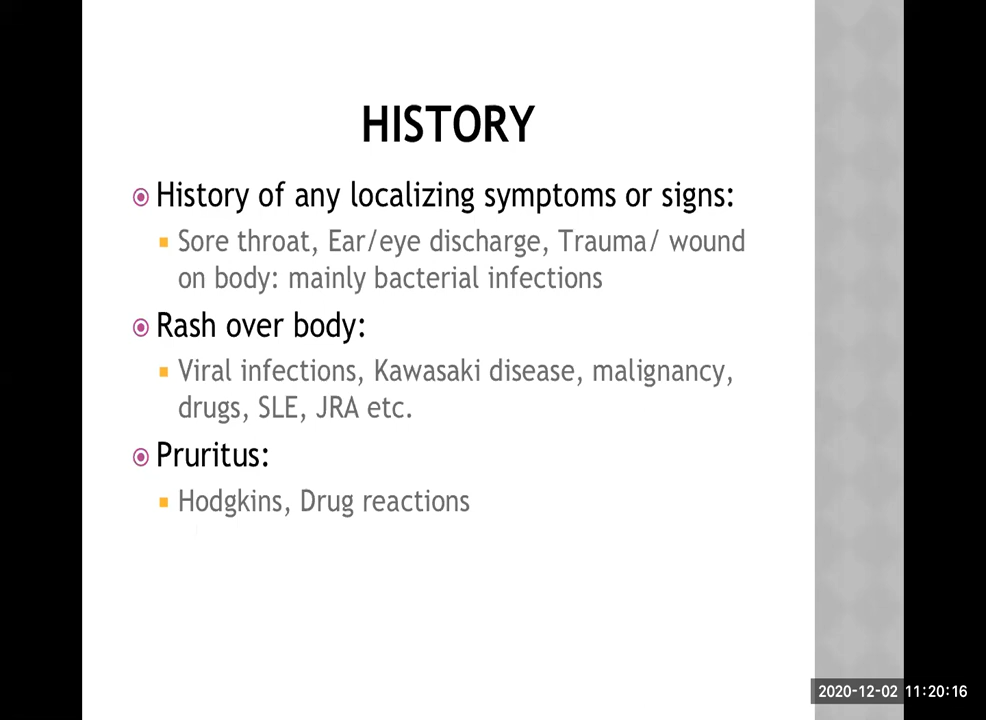 HISTORY
History of any localizing symptoms or signs:
Sore throat, Ear/eye discharge, Trauma/ wound
on body: mainly bacterial infections
Rash over body:
Viral infections, Kawasaki disease, malignancy,
drugs, SLE, JRA etc.
Pruritus:
Hodgkins, Drug reactions
2020-12-02 11:20:16